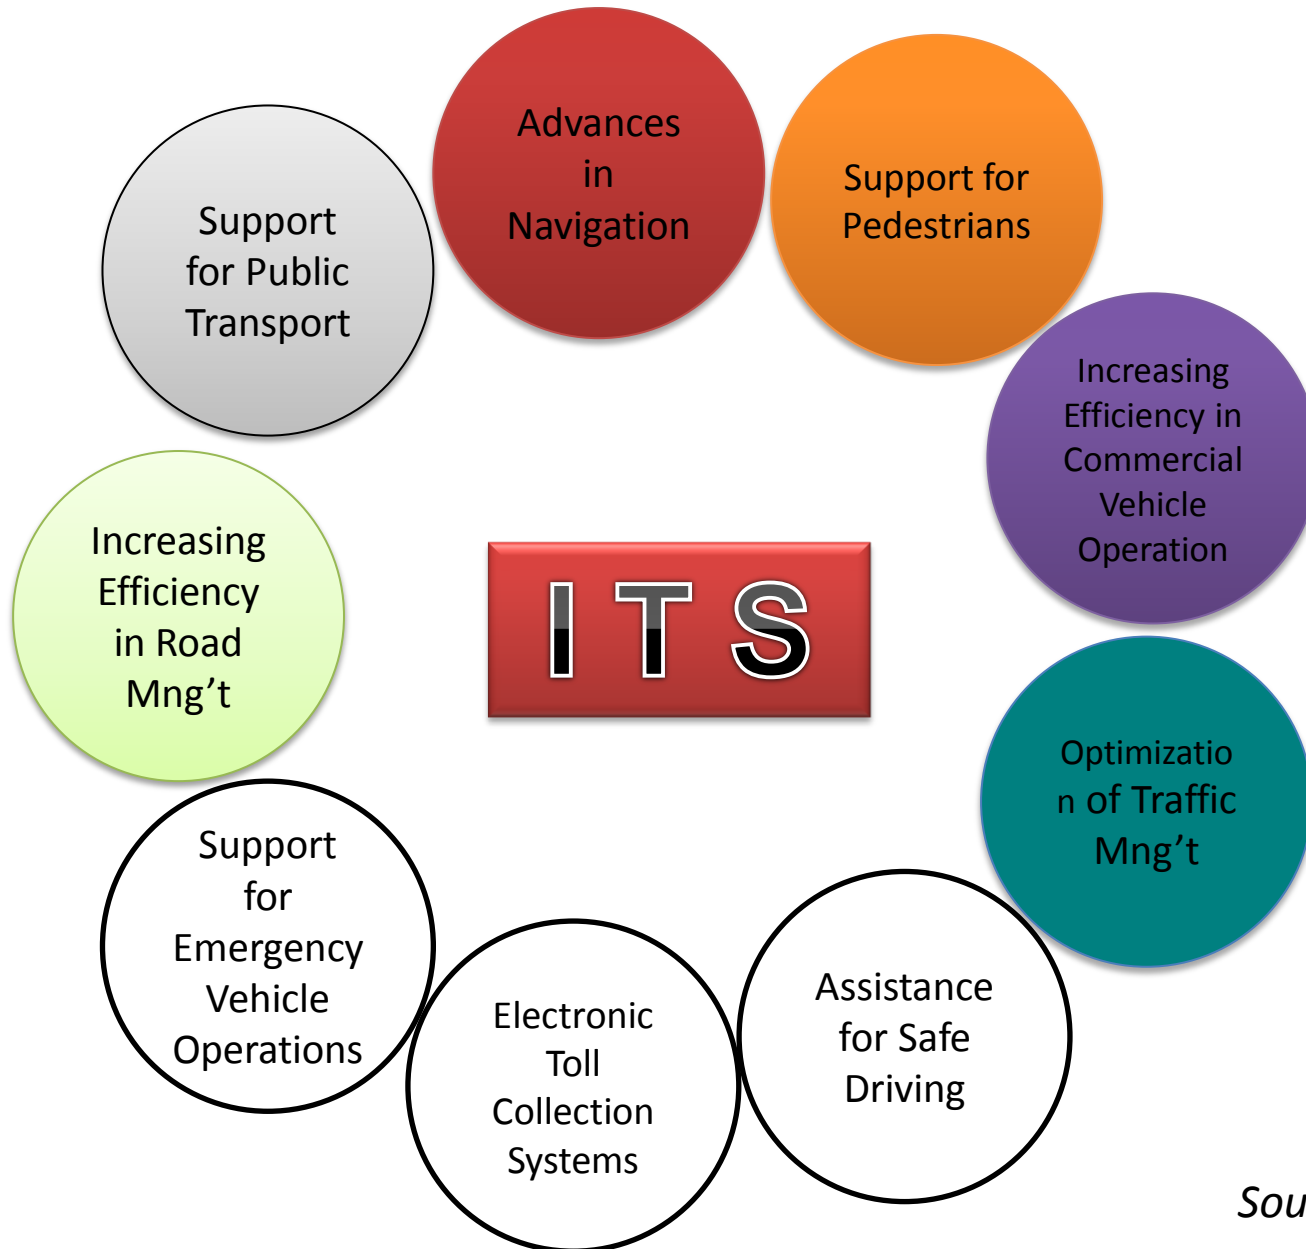 Advances
in
Navigation
Support for
Pedestrians
Support
for Public
Transport
Increasing
Efficiency in
Commercial
Vehicle
Operation
Increasing
Efficiency
in Road
Mng’t
I T S
Optimizatio
n of Traffic
Mng’t
Support
for
Emergency
Vehicle
Operations
Assistance
for Safe
Driving
Electronic
Toll
Collection
Systems